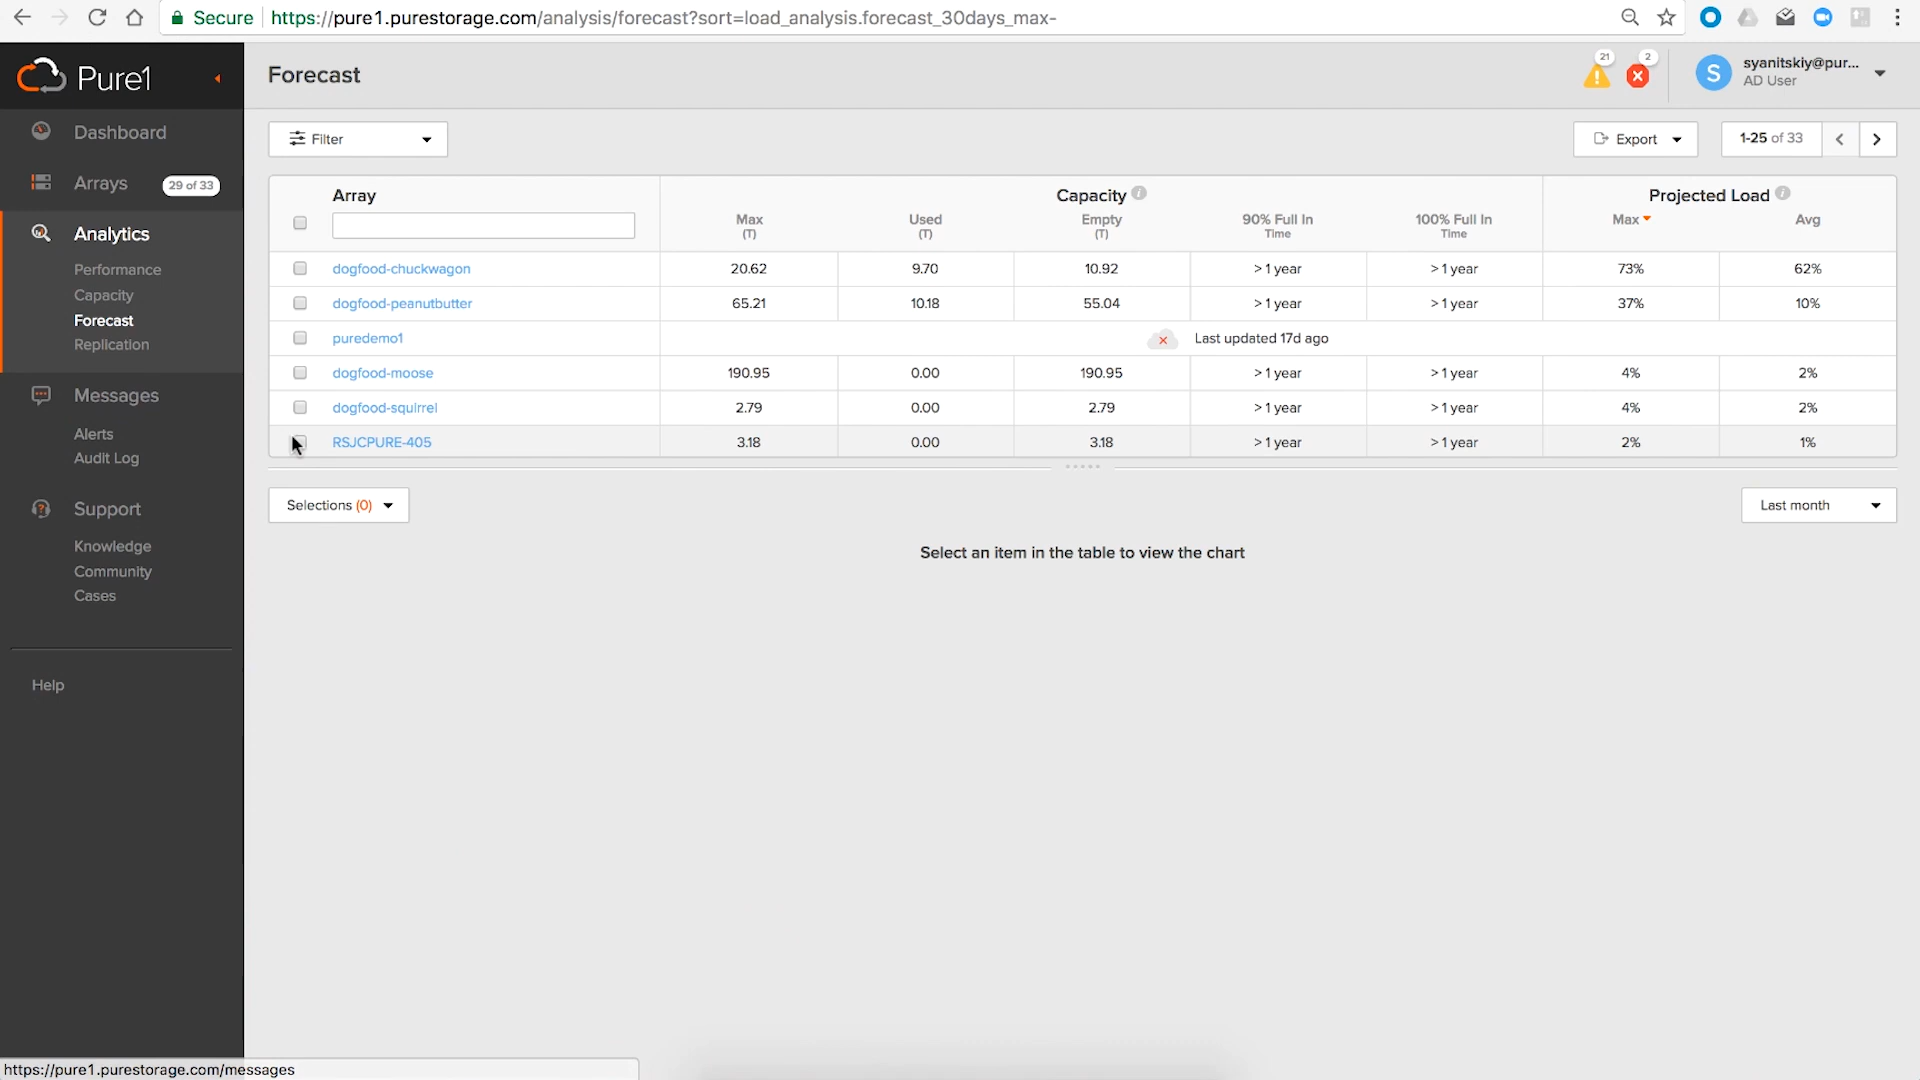 Secure https://pure1.purestorage.com/analysis/forecast?sort=load_analysis.forecast_30days_max-
Pure1
Forecast
21
2
S
syanitskiy@pur...
AD User
Dashboard
Arrays 29 of 33
Analytics
Performance
Capacity
Forecast
Replication
Messages
Alerts
Audit Log
Support
Knowledge
Community
Cases
Help
Filter
Export
1-25 of 33
Array Capacity Projected Load
Max Used Empty 90% Full In 100% Full In Max Avg
(T) (T) (T) Time Time
dogfood-chuckwagon 20.62 9.70 10.92 > 1 year > 1 year 73% 62%
dogfood-peanutbutter 65.21 10.18 55.04 > 1 year > 1 year 37% 10%
puredemo1 Last updated 17d ago
dogfood-moose 190.95 0.00 190.95 > 1 year > 1 year 4% 2%
dogfood-squirrel 2.79 0.00 2.79 > 1 year > 1 year 4% 2%
RSJCPURE-405 3.18 0.00 3.18 > 1 year > 1 year 2% 1%
Selections (0)
Last month
Select an item in the table to view the chart
https://pure1.purestorage.com/messages